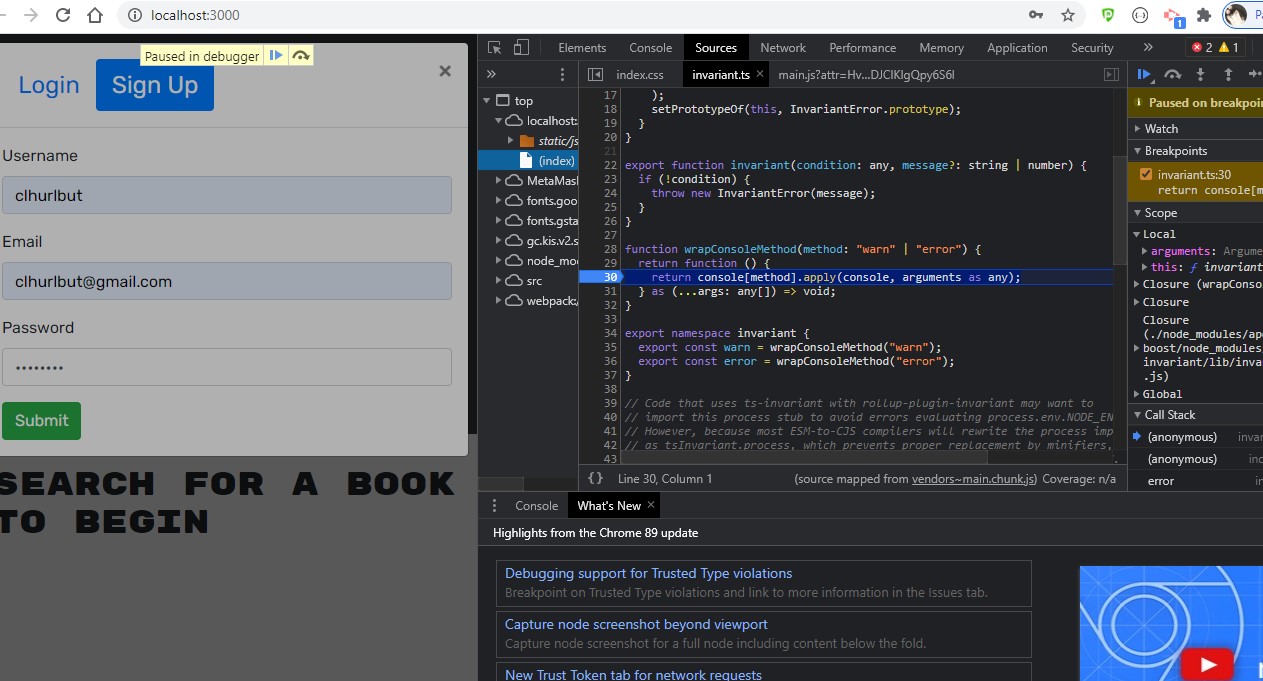 localhost:3000
1
Pa
Paused in debugger
Login
Sign Up
×
Username
clhurlbut
Email
clhurlbut@gmail.com
Password
••••••••
Submit
SEARCH FOR A BOOK
TO BEGIN
Elements Console Sources Network Performance Memory Application Security » 2 1
»
top
localhost:
static/js
(index)
MetaMas
fonts.goo
fonts.gsta
gc.kis.v2.s
node_mo
src
webpack:/
index.css invariant.ts × main.js?attr=Hv...DJClKlgQpy6S6l
17 );
18 setPrototypeOf(this, InvariantError.prototype);
19 }
20 }
21
22 export function invariant(condition: any, message?: string | number) {
23 if (!condition) {
24 throw new InvariantError(message);
25 }
26 }
27
28 function wrapConsoleMethod(method: "warn" | "error") {
29 return function () {
30 return console[method].apply(console, arguments as any);
31 } as (...args: any[]) => void;
32 }
33
34 export namespace invariant {
35 export const warn = wrapConsoleMethod("warn");
36 export const error = wrapConsoleMethod("error");
37 }
38
39 // Code that uses ts-invariant with rollup-plugin-invariant may want to
40 // import this process stub to avoid errors evaluating process.env.NODE_EN
41 // However, because most ESM-to-CJS compilers will rewrite the process imp
42 // as tsInvariant.process, which prevents proper replacement by minifiers,
43
{} Line 30, Column 1 (source mapped from vendors~main.chunk.js) Coverage: n/a
Paused on breakpoi
Watch
Breakpoints
invariant.ts:30
return console[m
Scope
Local
arguments: Argume
this: ƒ invariant
Closure (wrapConso
Closure
Closure
(./node_modules/apo
boost/node_modules/
invariant/lib/inva
.js)
Global
Call Stack
(anonymous) invar
(anonymous) inc
error in
Console What's New ×
Highlights from the Chrome 89 update
Debugging support for Trusted Type violations
Breakpoint on Trusted Type violations and link to more information in the Issues tab.
Capture node screenshot beyond viewport
Capture node screenshot for a full node including content below the fold.
New Trust Token tab for network requests